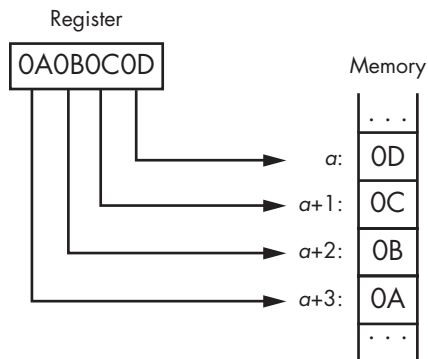 Register
0A0B0C0D
Memory
. . .
a: 0D
a+1: 0C
a+2: 0B
a+3: 0A
. . .